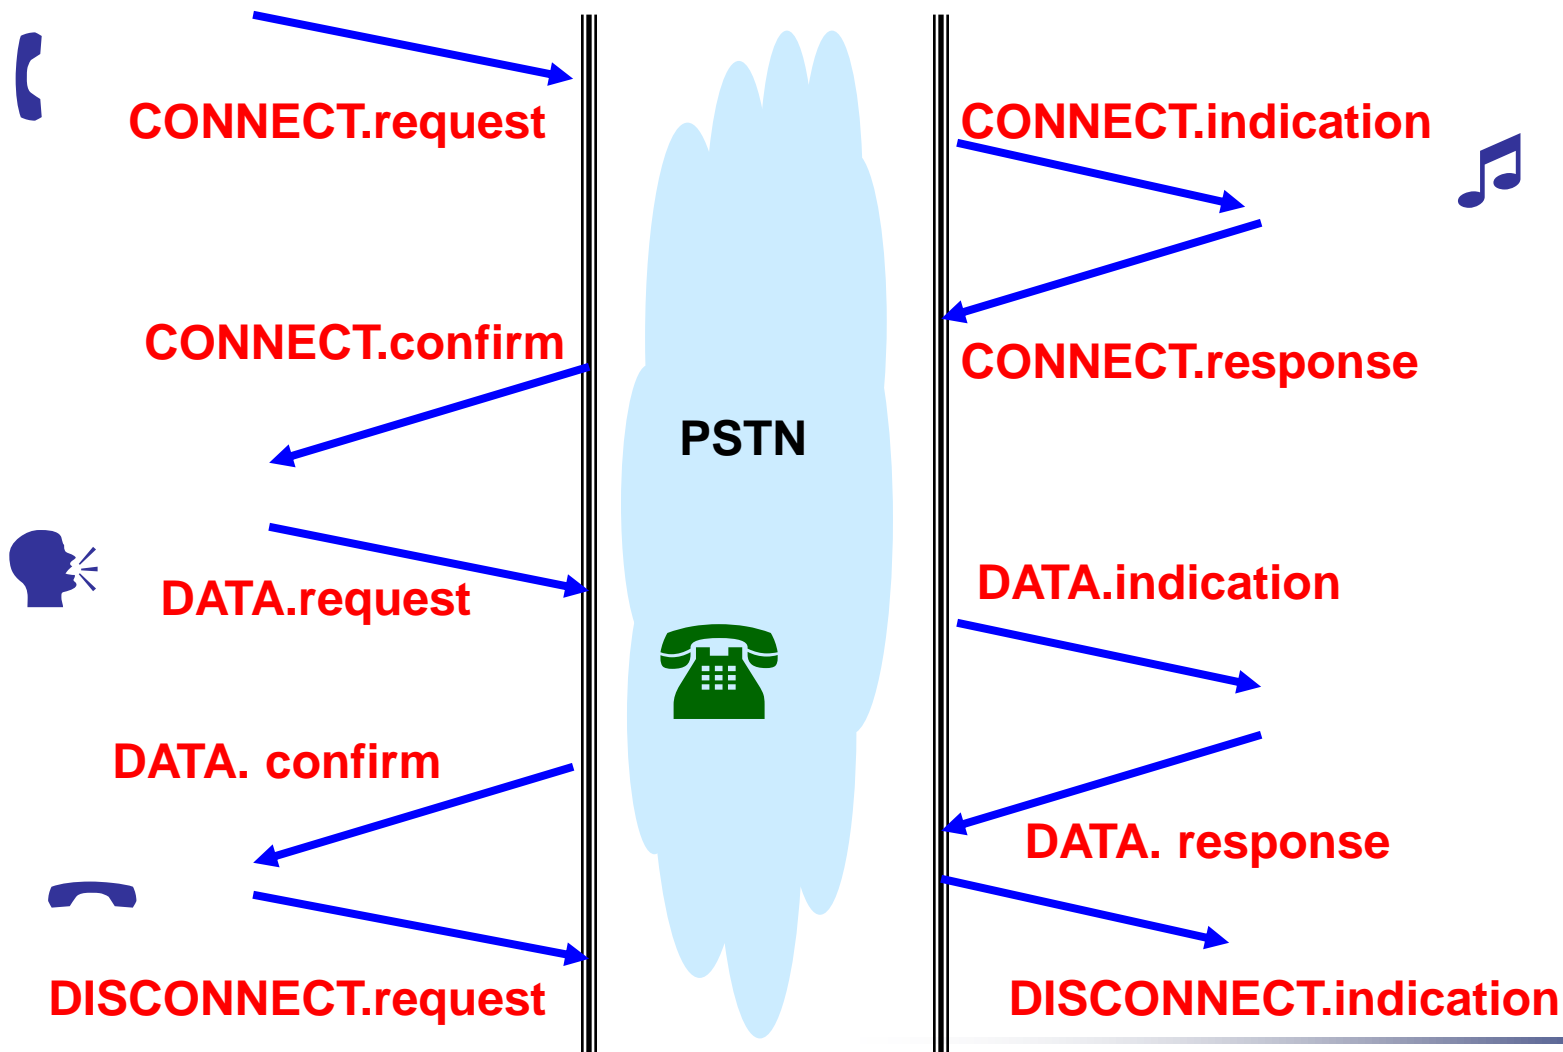 CONNECT.request
CONNECT.indication
CONNECT.confirm
CONNECT.response
PSTN
DATA.request
DATA.indication
DATA. confirm
DATA. response
DISCONNECT.request
DISCONNECT.indication